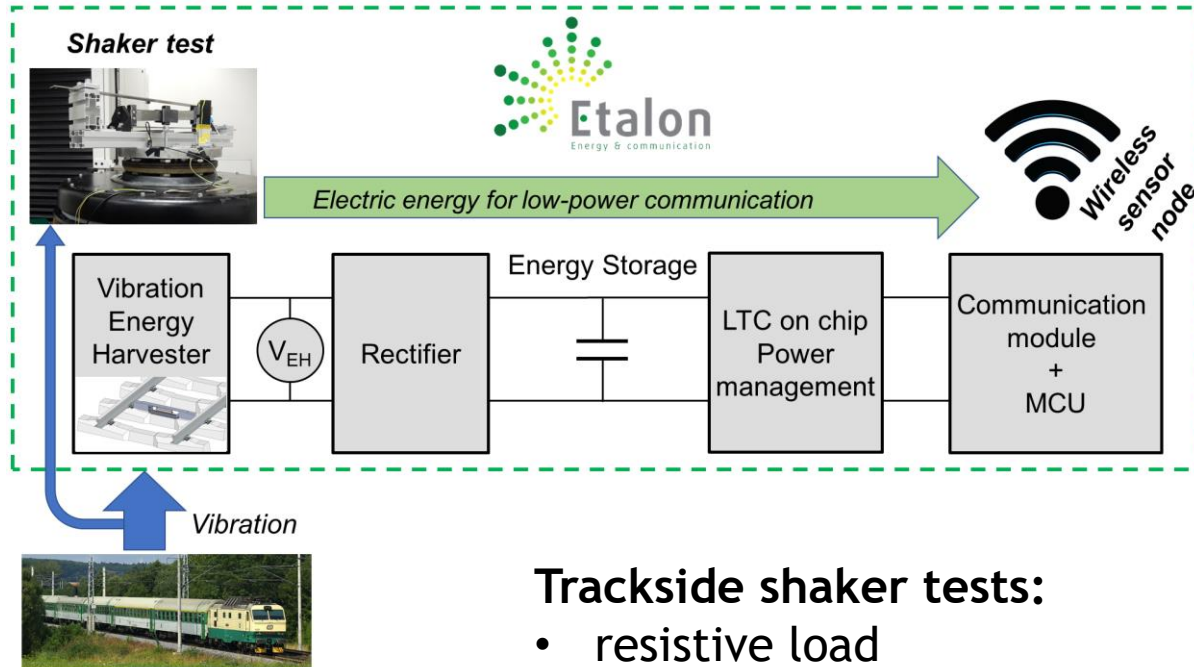 Shaker test
Etalon
Energy & communication
Electric energy for low-power communication
Wireless
sensor
node
Vibration
Energy
Harvester
V_EH
Rectifier
Energy Storage
LTC on chip
Power
management
Communication
module
+
MCU
Vibration
Trackside shaker tests:
• resistive load